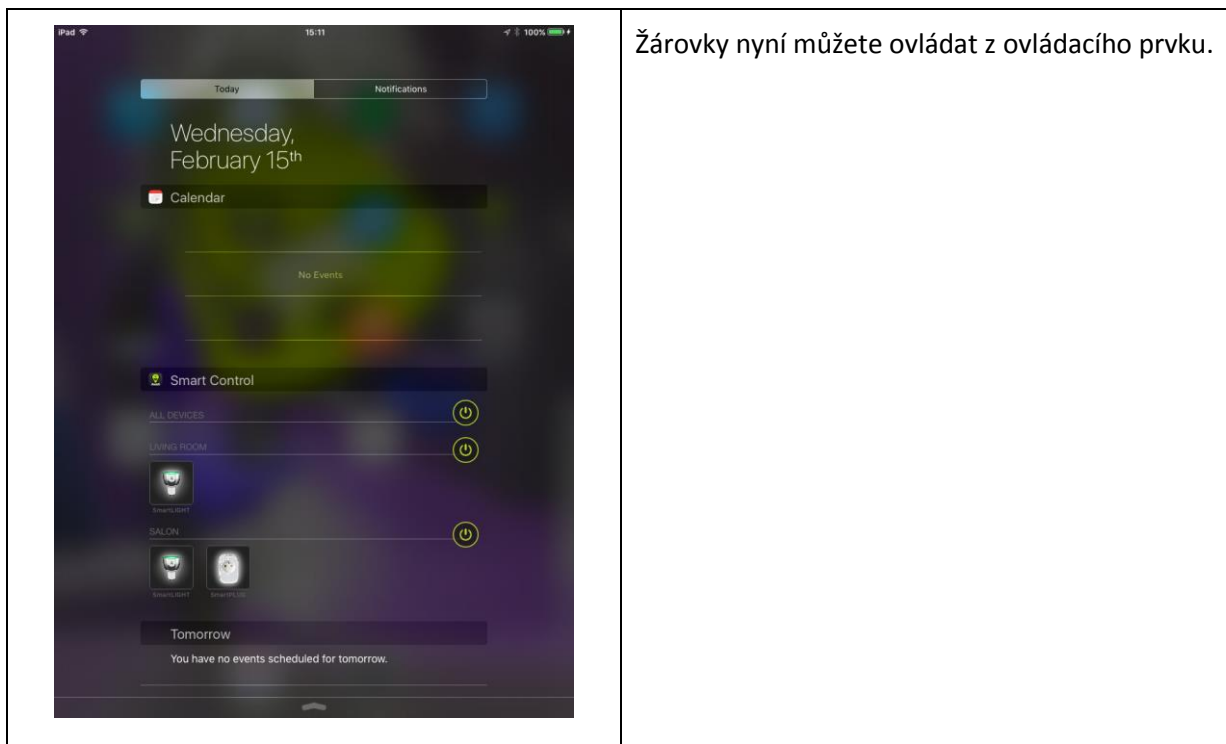 iPad 15:11 100%
Today Notifications
Wednesday,
February 15th
Calendar
No Events
Smart Control
ALL DEVICES
LIVING ROOM
SmartLIGHT
SALON
SmartLIGHT SmartPLUG
Tomorrow
You have no events scheduled for tomorrow.
Žárovky nyní můžete ovládat z ovládacího prvku.